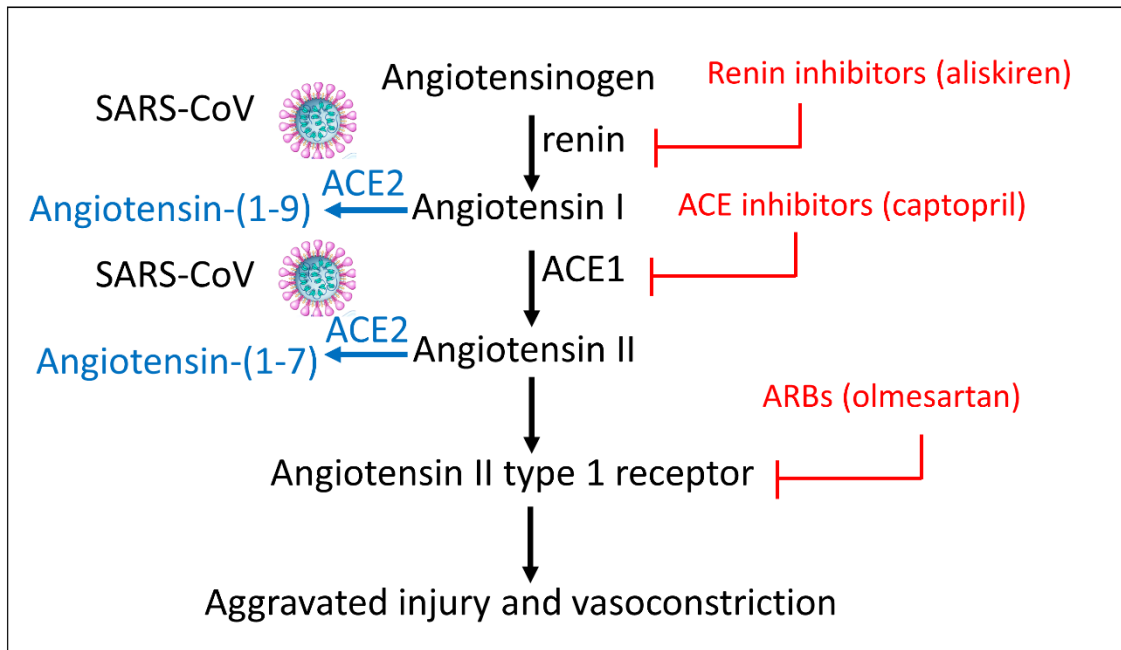 Angiotensinogen
Renin inhibitors (aliskiren)
SARS-CoV
renin
ACE2
Angiotensin-(1-9)
Angiotensin I
ACE inhibitors (captopril)
SARS-CoV
ACE1
ACE2
Angiotensin-(1-7)
Angiotensin II
ARBs (olmesartan)
Angiotensin II type 1 receptor
Aggravated injury and vasoconstriction